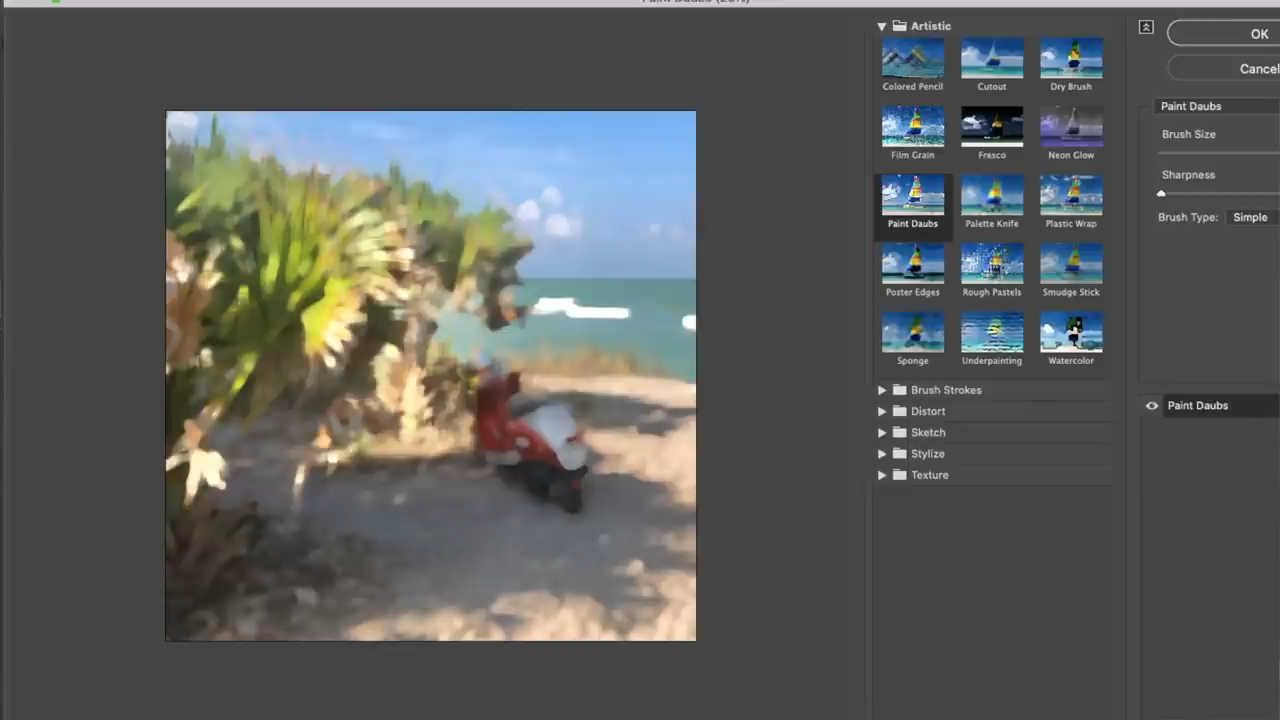 Paint Daubs
Artistic
Colored Pencil
Cutout
Dry Brush
Film Grain
Fresco
Neon Glow
Paint Daubs
Palette Knife
Plastic Wrap
Poster Edges
Rough Pastels
Smudge Stick
Sponge
Underpainting
Watercolor
Brush Strokes
Distort
Sketch
Stylize
Texture
OK
Cancel
Paint Daubs
Brush Size
Sharpness
Brush Type: Simple
Paint Daubs